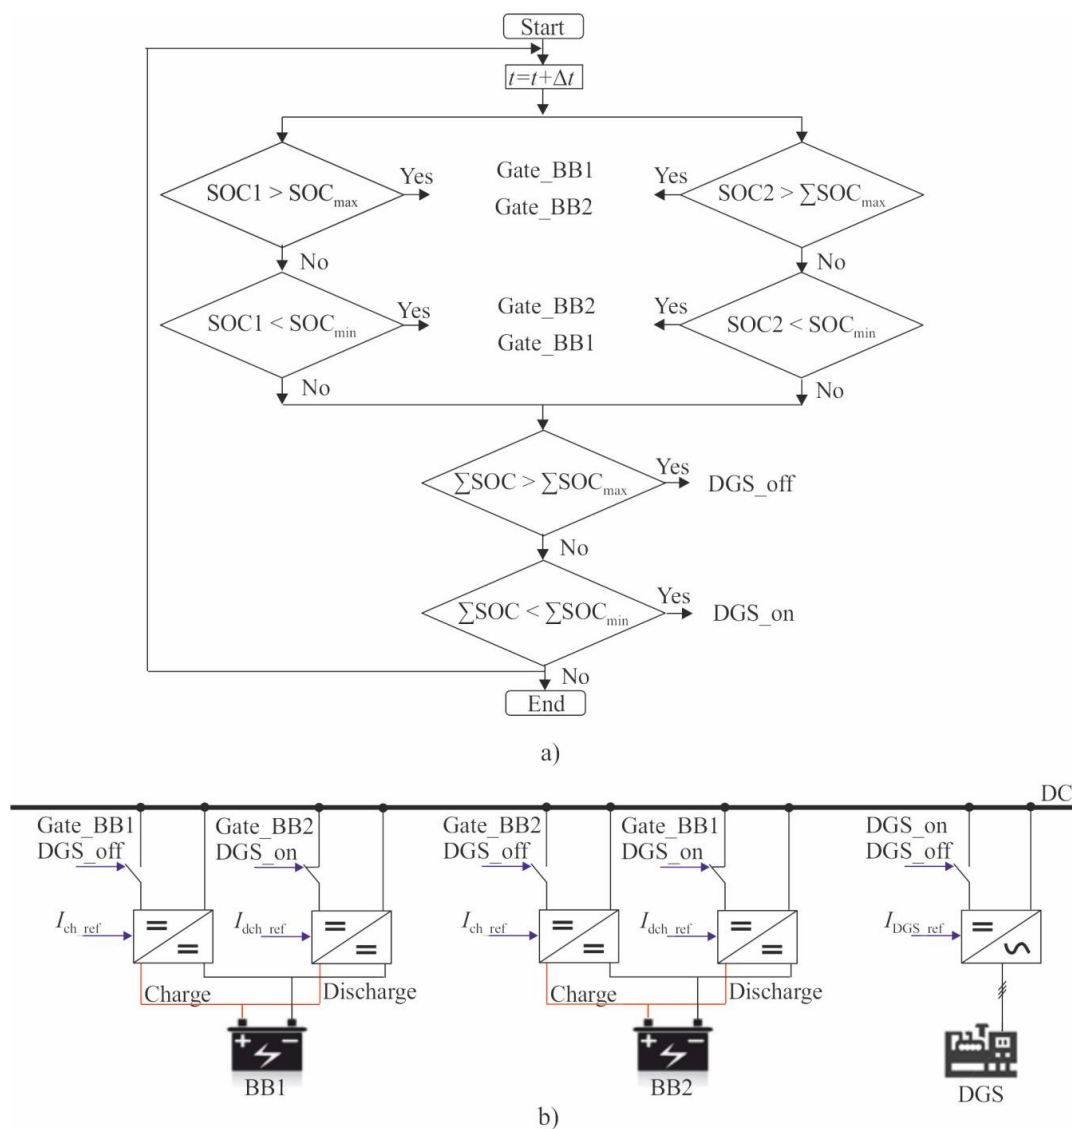 Start
t=t+Δt
SOC1 > SOCmax
Yes
Gate_BB1
Gate_BB2
Yes
SOC2 > ∑SOCmax
No
No
SOC1 < SOCmin
Yes
Gate_BB2
Gate_BB1
Yes
SOC2 < SOCmin
No
No
∑SOC > ∑SOCmax
Yes
DGS_off
No
∑SOC < ∑SOCmin
Yes
DGS_on
No
End
a)
DC
Gate_BB1
DGS_off
Gate_BB2
DGS_on
Gate_BB2
DGS_off
Gate_BB1
DGS_on
DGS_on
DGS_off
Ich_ref
Idch_ref
Ich_ref
Idch_ref
IDGS_ref
Charge
Discharge
Charge
Discharge
BB1
BB2
DGS
b)